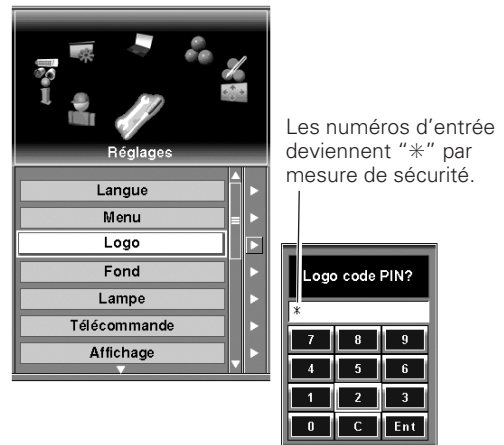 Réglages
Langue
Menu
Logo
Fond
Lampe
Télécommande
Affichage
Les numéros d’entrée
deviennent “✳” par
mesure de sécurité.
Logo code PIN?
✳
7 8 9
4 5 6
1 2 3
0 C Ent